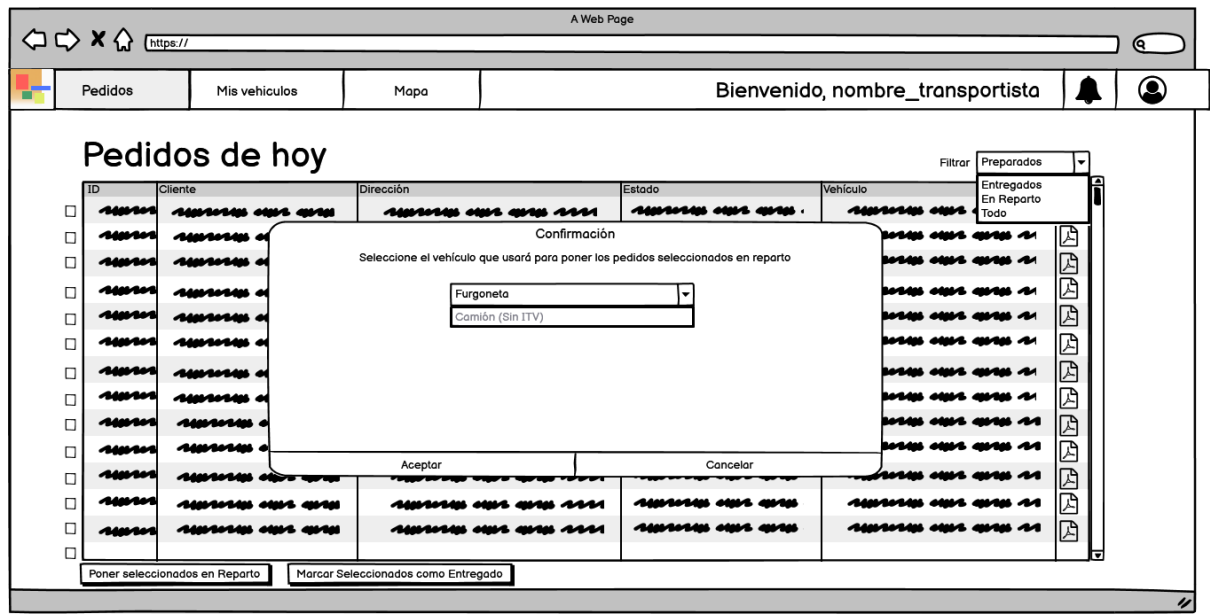 A Web Page
https://
Pedidos
Mis vehiculos
Mapa
Bienvenido, nombre_transportista
Pedidos de hoy
Filtrar
Preparados
Entregados
En Reparto
Todo
ID
Cliente
Dirección
Estado
Vehículo
Confirmación
Seleccione el vehículo que usará para poner los pedidos seleccionados en reparto
Furgoneta
Camión (Sin ITV)
Aceptar
Cancelar
Poner seleccionados en Reparto
Marcar Seleccionados como Entregado